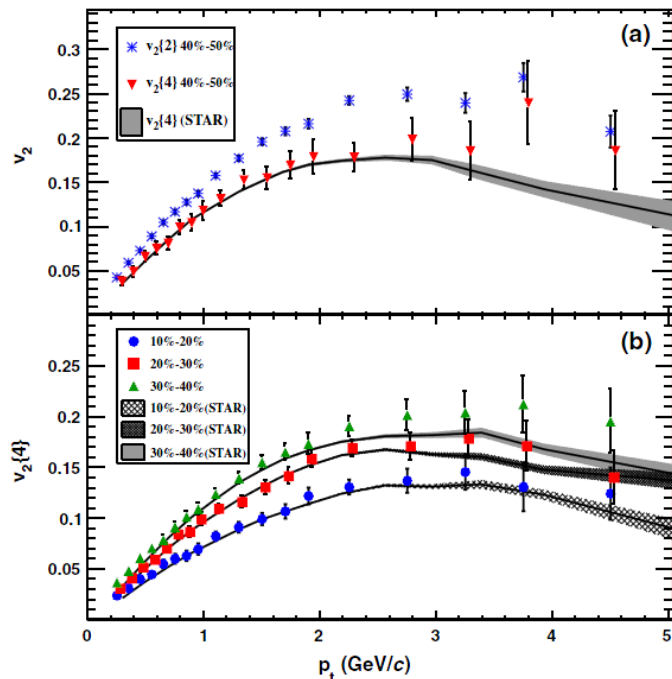 (a)
v₂{2} 40%-50%
v₂{4} 40%-50%
v₂{4} (STAR)
v₂
0.3
0.25
0.2
0.15
0.1
0.05
(b)
10%-20%
20%-30%
30%-40%
10%-20%(STAR)
20%-30%(STAR)
30%-40%(STAR)
v₂{4}
0.25
0.2
0.15
0.1
0.05
0 1 2 3 4 5
pₜ (GeV/c)